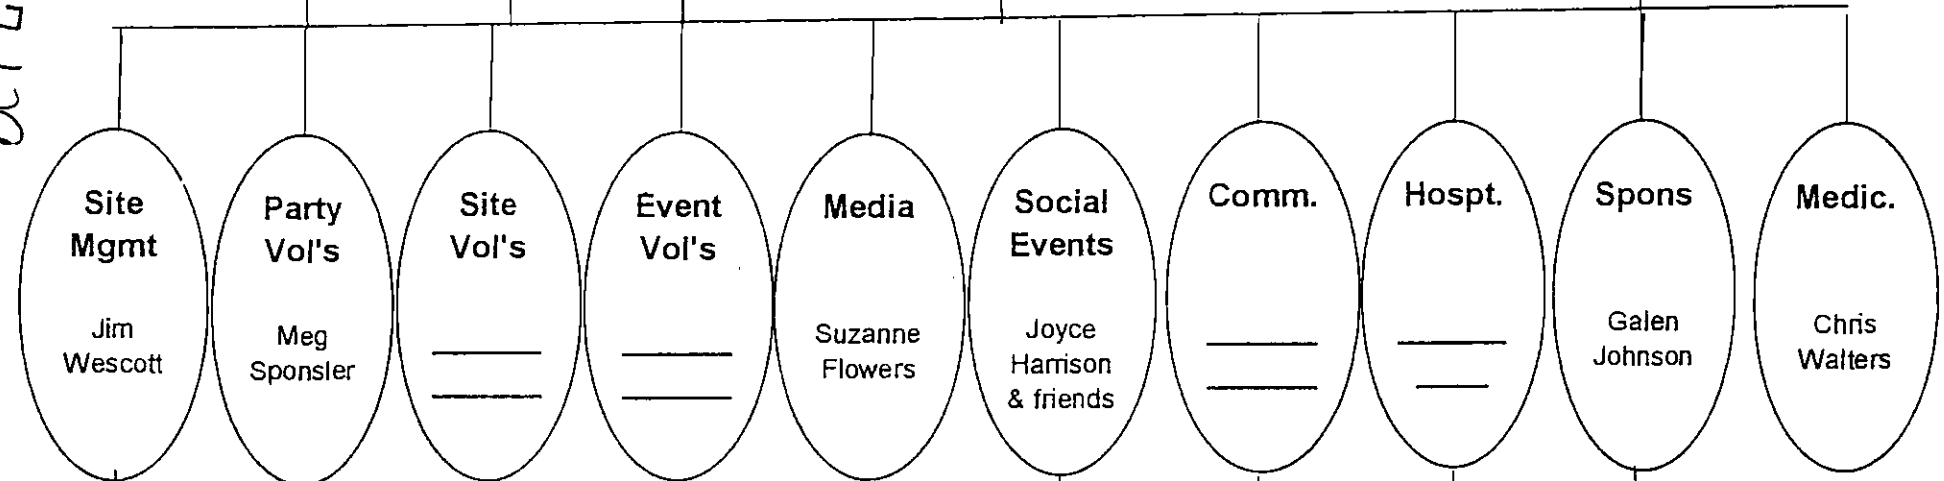 Site
Mgmt
Jim
Wescott
Party
Vol's
Meg
Sponsler
Site
Vol's
Event
Vol's
Media
Suzanne
Flowers
Social
Events
Joyce
Harrison
& friends
Comm.
Hospt.
Spons
Galen
Johnson
Medic.
Chris
Walters